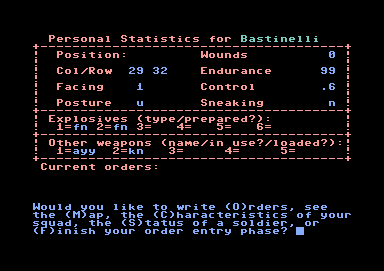 Personal Statistics for Bastinelli
Position: Wounds 0
Col/Row 29 32 Endurance 99
Facing 1 Control .6
Posture u Sneaking n
Explosives (type/prepared?):
1=fn 2=fn 3= 4= 5= 6=
Other weapons (name/in use?/loaded?):
1=ayy 2=kn 3= 4= 5=
Current orders:
Would you like to write (O)rders, see
the (M)ap, the (C)haracteristics of your
squad, the (S)tatus of a soldier, or
(F)inish your order entry phase?